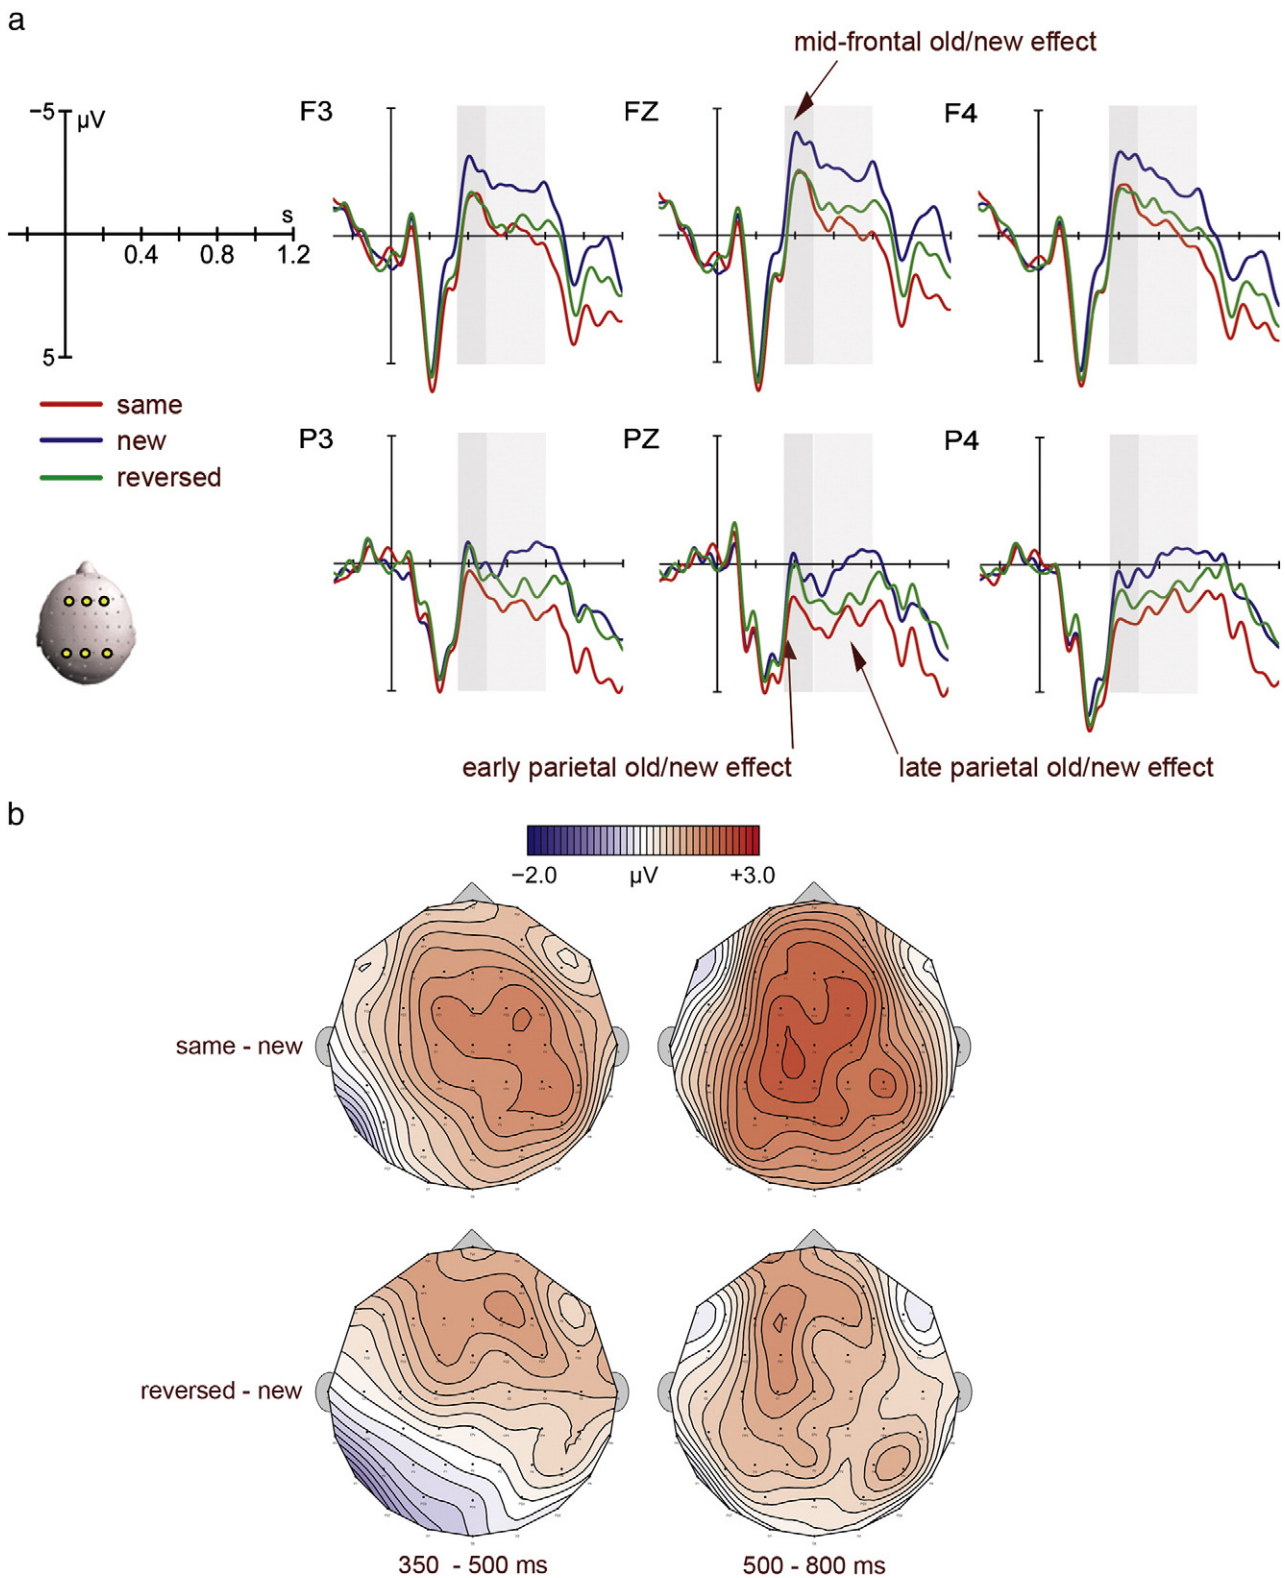 a
mid-frontal old/new effect
−5
µV
s
0.4 0.8 1.2
5
F3 FZ F4
same
new
reversed
P3 PZ P4
early parietal old/new effect
late parietal old/new effect
b
−2.0 µV +3.0
same - new
reversed - new
350 - 500 ms
500 - 800 ms